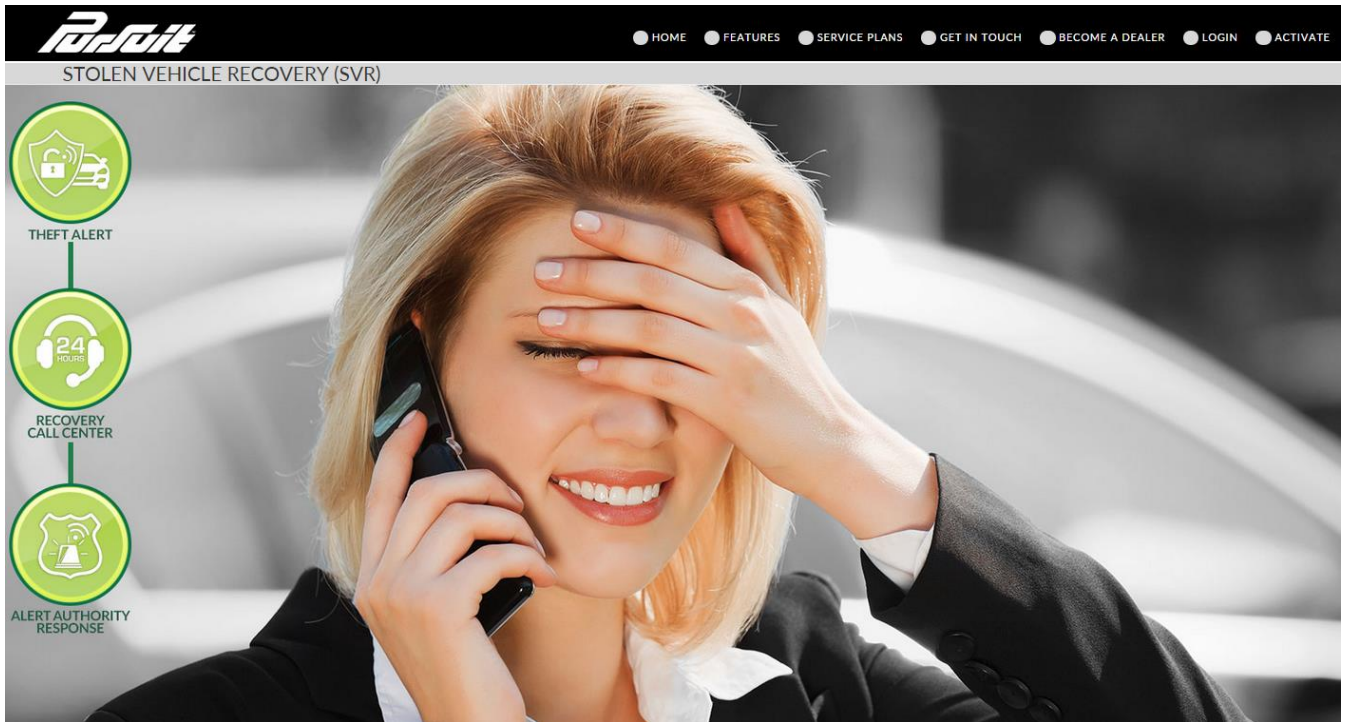 Pursuit
HOME FEATURES SERVICE PLANS GET IN TOUCH BECOME A DEALER LOGIN ACTIVATE
STOLEN VEHICLE RECOVERY (SVR)
THEFT ALERT
24
HOURS
RECOVERY
CALL CENTER
ALERT AUTHORITY
RESPONSE